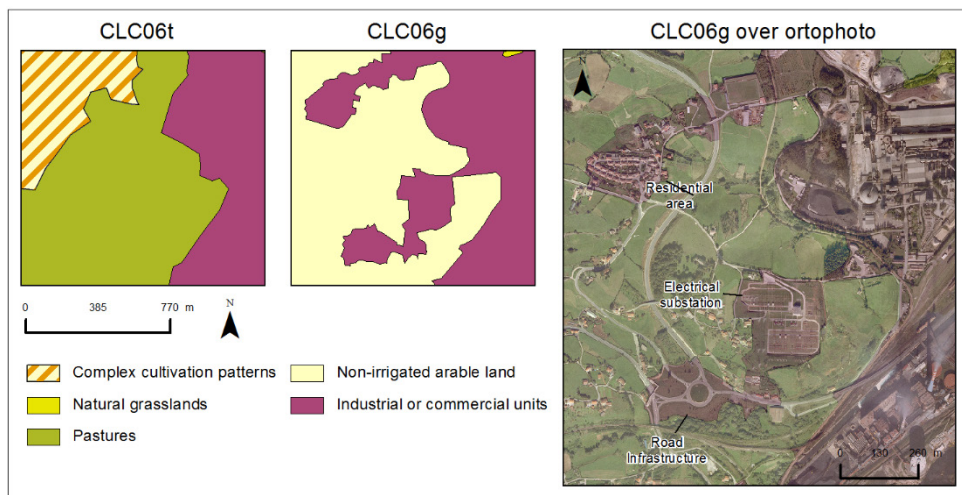 CLC06t
CLC06g
CLC06g over ortophoto
0 385 770 m
N
Complex cultivation patterns
Natural grasslands
Pastures
Non-irrigated arable land
Industrial or commercial units
N
Residential
area
Electrical
substation
Road
Infrastructure
0 130 260 m